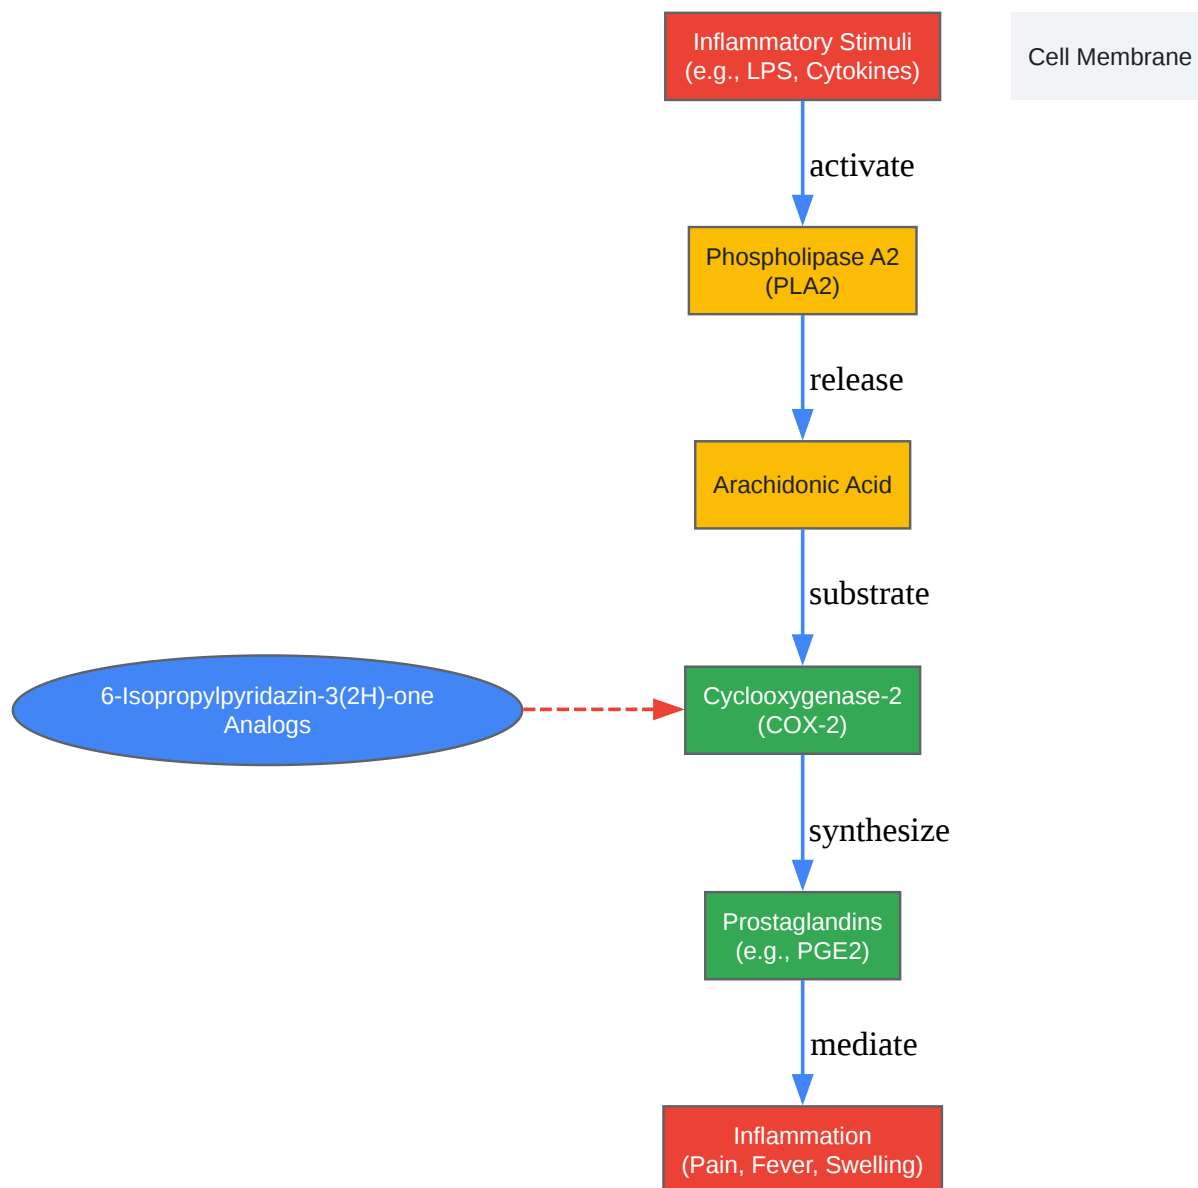 Inflammatory Stimuli
(e.g., LPS, Cytokines)
Cell Membrane
activate
Phospholipase A2
(PLA2)
release
Arachidonic Acid
substrate
6-Isopropylpyridazin-3(2H)-one
Analogs
Cyclooxygenase-2
(COX-2)
synthesize
Prostaglandins
(e.g., PGE2)
mediate
Inflammation
(Pain, Fever, Swelling)